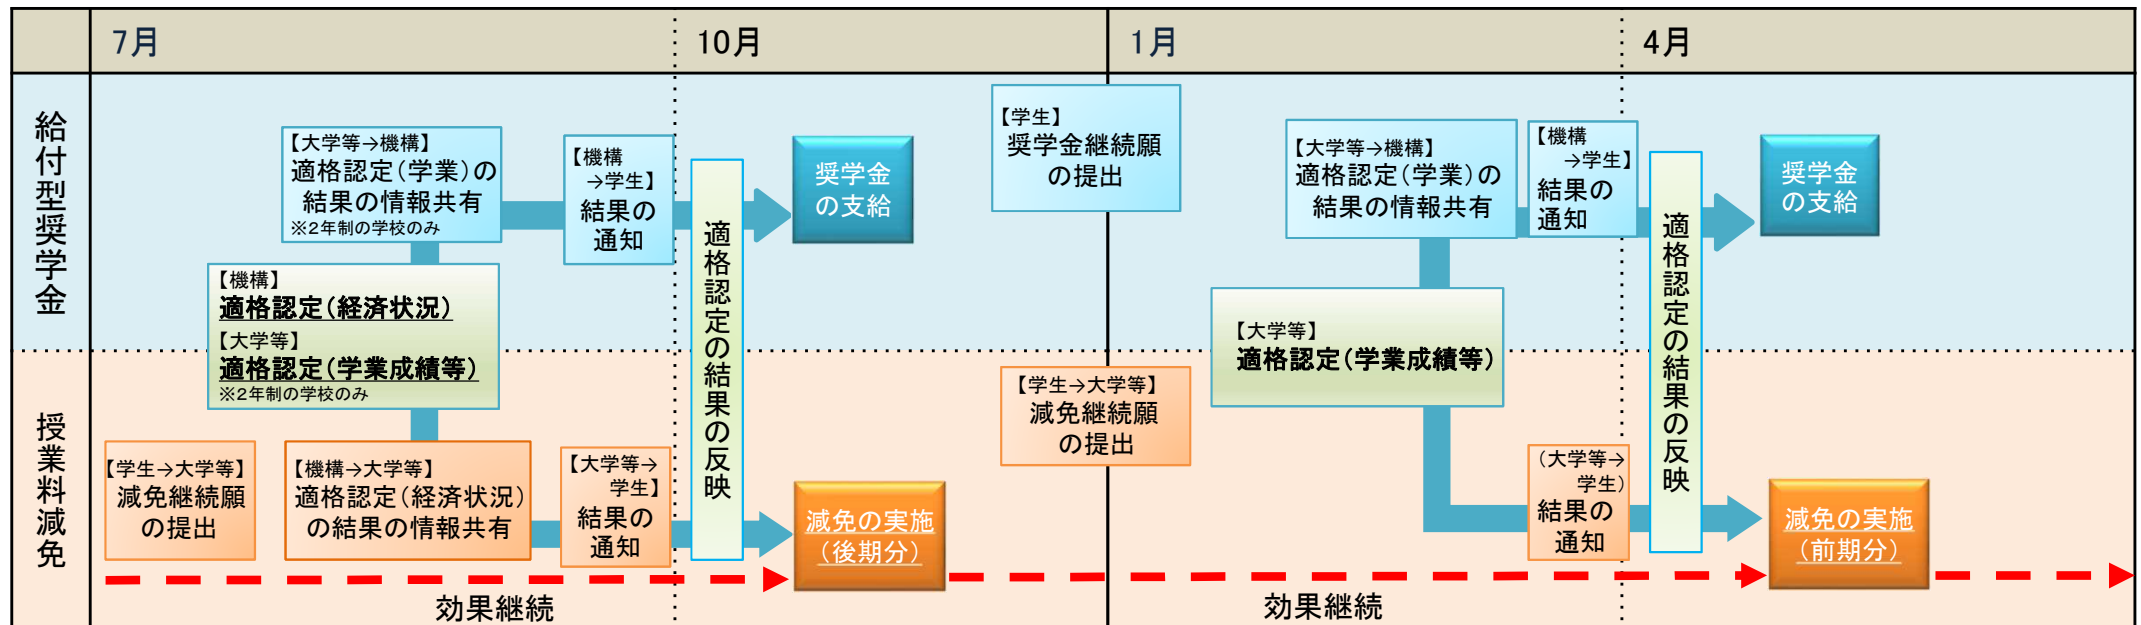 7月
10月
1月
4月
給付型奨学金
【大学等→機構】
適格認定（学業）の
結果の情報共有
※2年制の学校のみ
【機構
→学生】
結果の
通知
適格認定の結果の反映
奨学金
の支給
【機構】
適格認定（経済状況）
【大学等】
適格認定（学業成績等）
※2年制の学校のみ
【学生】
奨学金継続願
の提出
【大学等→機構】
適格認定（学業）の
結果の情報共有
【機構
→学生】
結果の
通知
適格認定の結果の反映
奨学金
の支給
【大学等】
適格認定（学業成績等）
授業料減免
【学生→大学等】
減免継続願
の提出
【機構→大学等】
適格認定（経済状況）
の結果の情報共有
【大学等→
学生】
結果の
通知
減免の実施
（後期分）
【学生→大学等】
減免継続願
の提出
（大学等→
学生）
結果の
通知
減免の実施
（前期分）
効果継続
効果継続